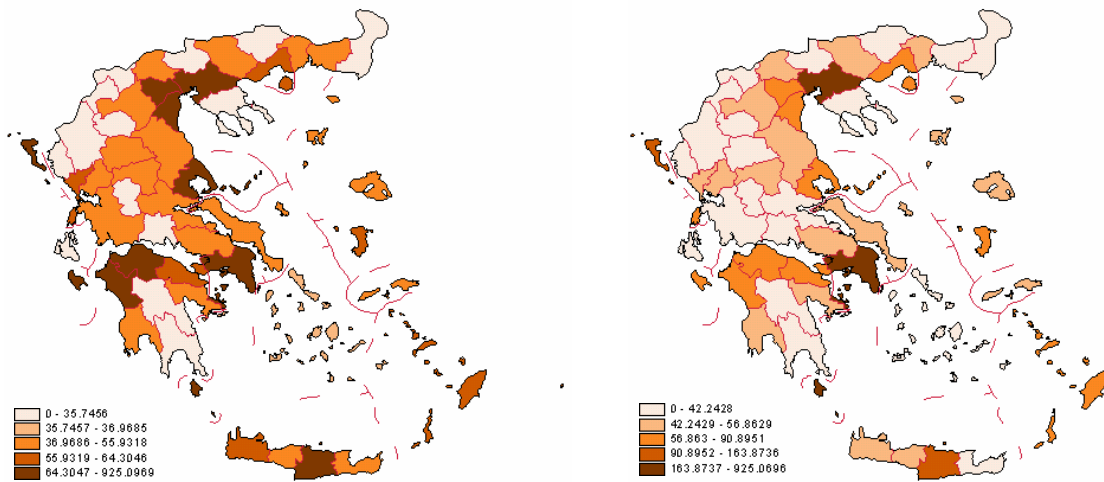 0 - 35.7456
35.7457 - 36.9685
36.9686 - 55.9318
55.9319 - 64.3046
64.3047 - 925.0969
0 - 42.2428
42.2429 - 56.8629
56.863 - 90.8951
90.8952 - 163.8736
163.8737 - 925.0696